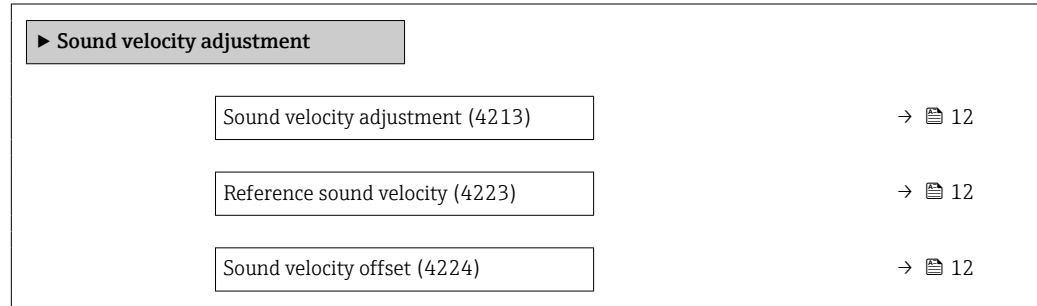 ▶ Sound velocity adjustment
Sound velocity adjustment (4213) → 🖹 12
Reference sound velocity (4223) → 🖹 12
Sound velocity offset (4224) → 🖹 12